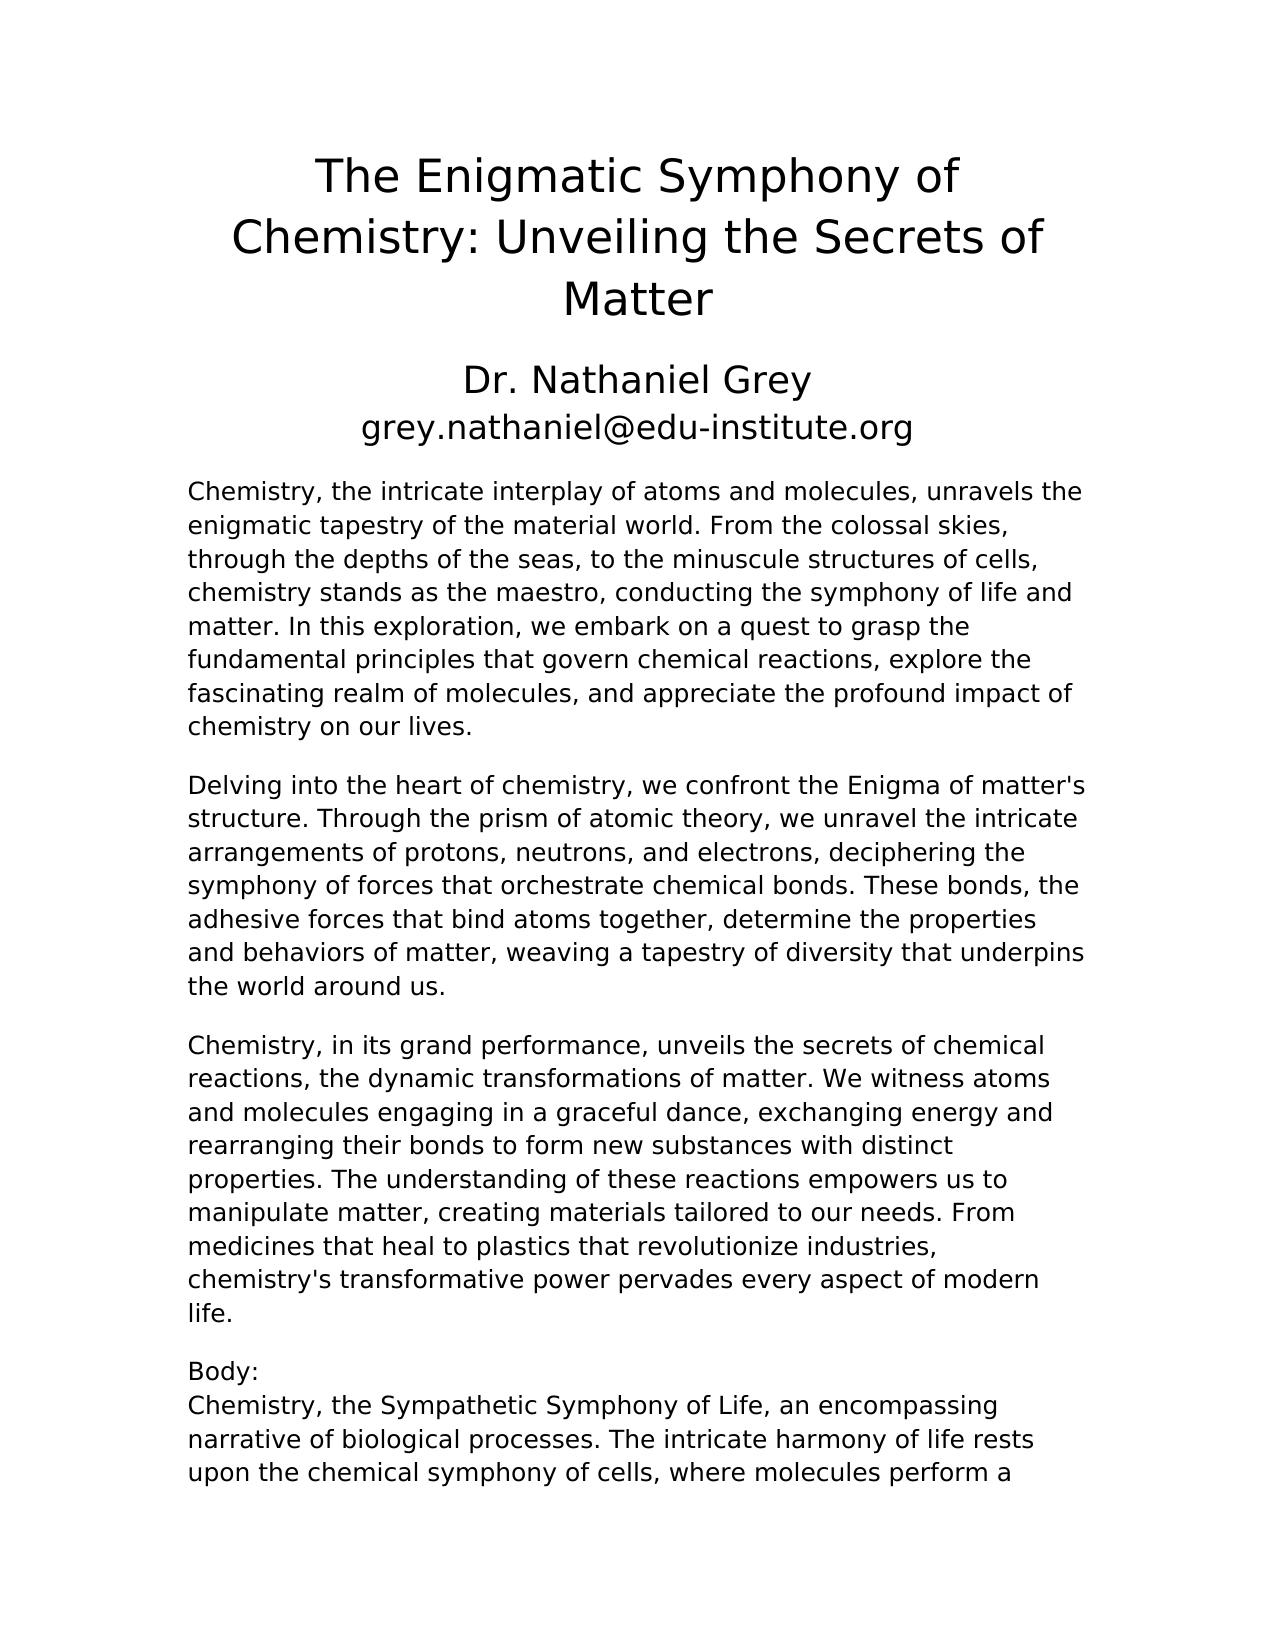 The Enigmatic Symphony of
Chemistry: Unveiling the Secrets of
Matter
Dr. Nathaniel Grey
grey.nathaniel@edu-institute.org
Chemistry, the intricate interplay of atoms and molecules, unravels the
enigmatic tapestry of the material world. From the colossal skies,
through the depths of the seas, to the minuscule structures of cells,
chemistry stands as the maestro, conducting the symphony of life and
matter. In this exploration, we embark on a quest to grasp the
fundamental principles that govern chemical reactions, explore the
fascinating realm of molecules, and appreciate the profound impact of
chemistry on our lives.
Delving into the heart of chemistry, we confront the Enigma of matter's
structure. Through the prism of atomic theory, we unravel the intricate
arrangements of protons, neutrons, and electrons, deciphering the
symphony of forces that orchestrate chemical bonds. These bonds, the
adhesive forces that bind atoms together, determine the properties
and behaviors of matter, weaving a tapestry of diversity that underpins
the world around us.
Chemistry, in its grand performance, unveils the secrets of chemical
reactions, the dynamic transformations of matter. We witness atoms
and molecules engaging in a graceful dance, exchanging energy and
rearranging their bonds to form new substances with distinct
properties. The understanding of these reactions empowers us to
manipulate matter, creating materials tailored to our needs. From
medicines that heal to plastics that revolutionize industries,
chemistry's transformative power pervades every aspect of modern
life.
Body:
Chemistry, the Sympathetic Symphony of Life, an encompassing
narrative of biological processes. The intricate harmony of life rests
upon the chemical symphony of cells, where molecules perform a